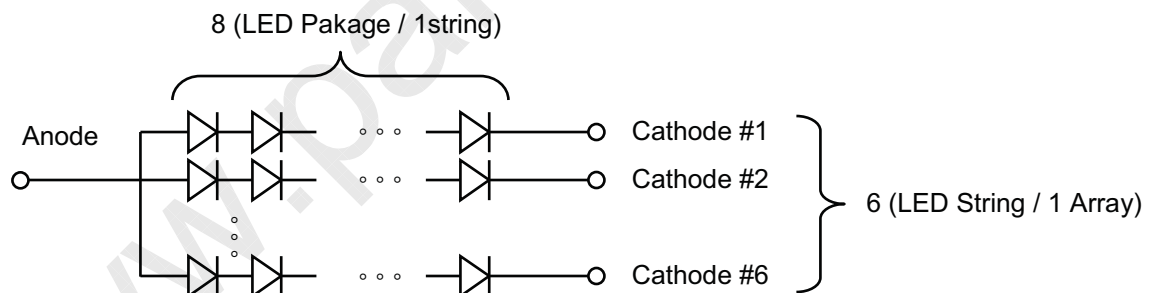 8 (LED Pakage / 1string)
Anode
Cathode #1
Cathode #2
6 (LED String / 1 Array)
Cathode #6